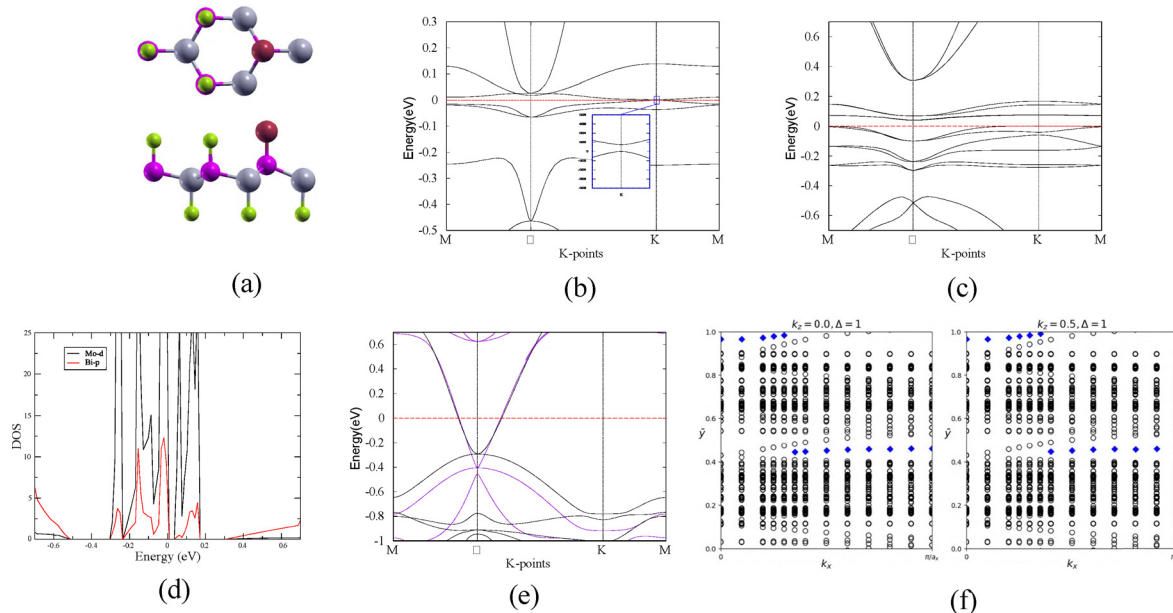 (a)
0.3
0.2
0.1
0
-0.1
-0.2
-0.3
-0.4
-0.5
Energy(eV)
M
□
K
M
K
K-points
(b)
0.6
0.4
0.2
0
-0.2
-0.4
-0.6
Energy(eV)
M
□
K
M
K-points
(c)
25
20
15
10
5
0
DOS
Mo-d
Bi-p
-0.6
-0.4
-0.2
0
0.2
0.4
0.6
Energy (eV)
(d)
0.6
0.4
0.2
0
-0.2
-0.4
-0.6
-0.8
-1
Energy(eV)
M
□
K
M
K-points
(e)
k_z = 0.0, Δ = 1
1.0
0.8
0.6
0.4
0.2
0.0
ȳ
0
π/a_x
k_x
k_z = 0.5, Δ = 1
1.0
0.8
0.6
0.4
0.2
0.0
ȳ
0
k_x
(f)